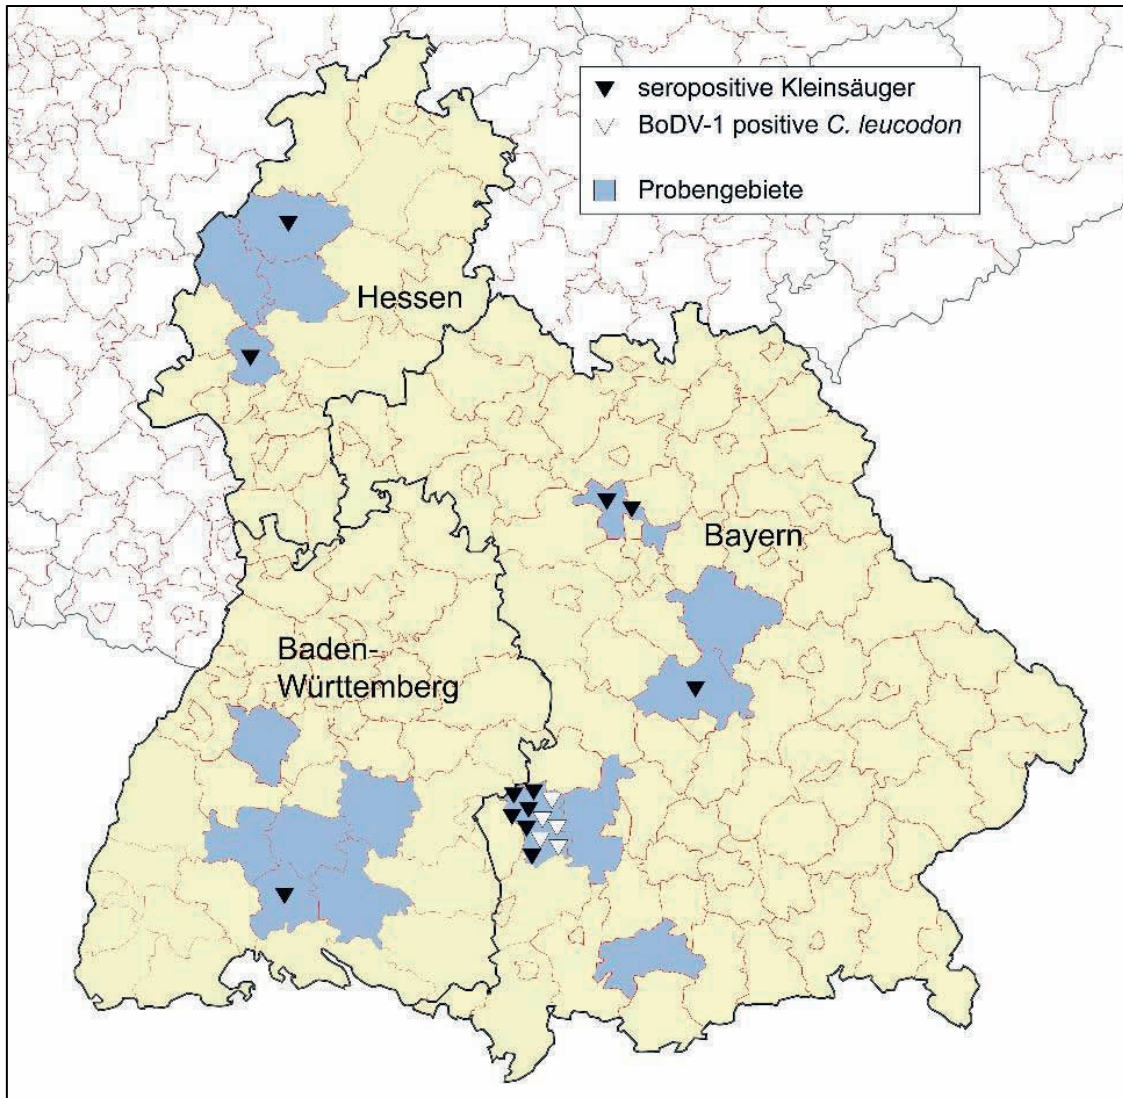 seropositive Kleinsäuger
BoDV-1 positive C. leucodon
Probengebiete
Hessen
Bayern
Baden-
Württemberg